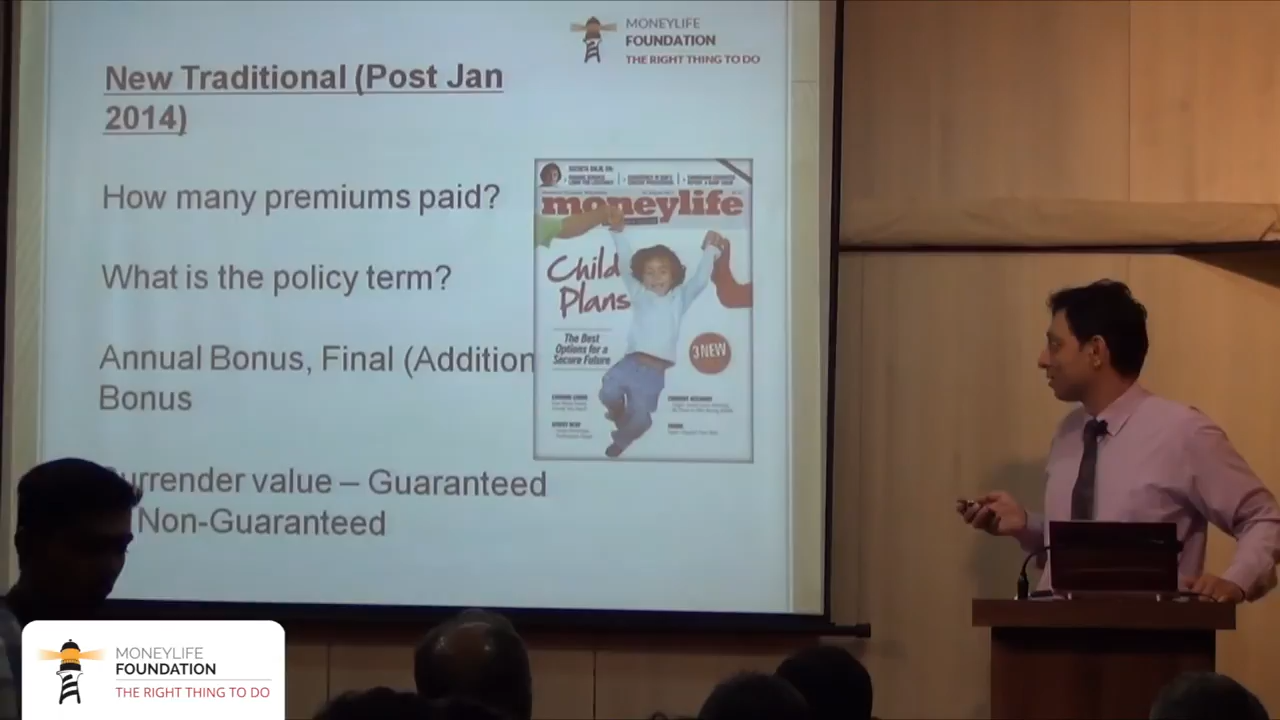 MONEYLIFE
FOUNDATION
THE RIGHT THING TO DO
New Traditional (Post Jan
2014)
How many premiums paid?
What is the policy term?
Annual Bonus, Final (Addition
Bonus
urrender value – Guaranteed
Non-Guaranteed
moneylife
Child
Plans
The Best
Options for a
Secure Future
3 NEW
MONEYLIFE
FOUNDATION
THE RIGHT THING TO DO